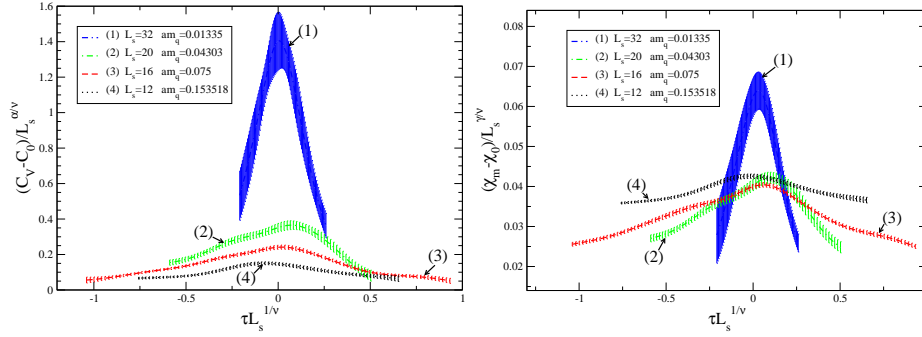 (1) L_s=32 am_q=0.01335
(2) L_s=20 am_q=0.04303
(3) L_s=16 am_q=0.075
(4) L_s=12 am_q=0.153518
(1)
(2)
(3)
(4)
1.6
1.4
1.2
1
0.8
0.6
0.4
0.2
0
(C_V-C_0)/L_s^{α/ν}
-1
-0.5
0
0.5
1
τL_s^{1/ν}
(1) L_s=32 am_q=0.01335
(2) L_s=20 am_q=0.04303
(3) L_s=16 am_q=0.075
(4) L_s=12 am_q=0.153518
(1)
(4)
(3)
(2)
0.08
0.07
0.06
0.05
0.04
0.03
0.02
(χ_m-χ_0)/L_s^{γ/ν}
-1
-0.5
0
0.5
τL_s^{1/ν}